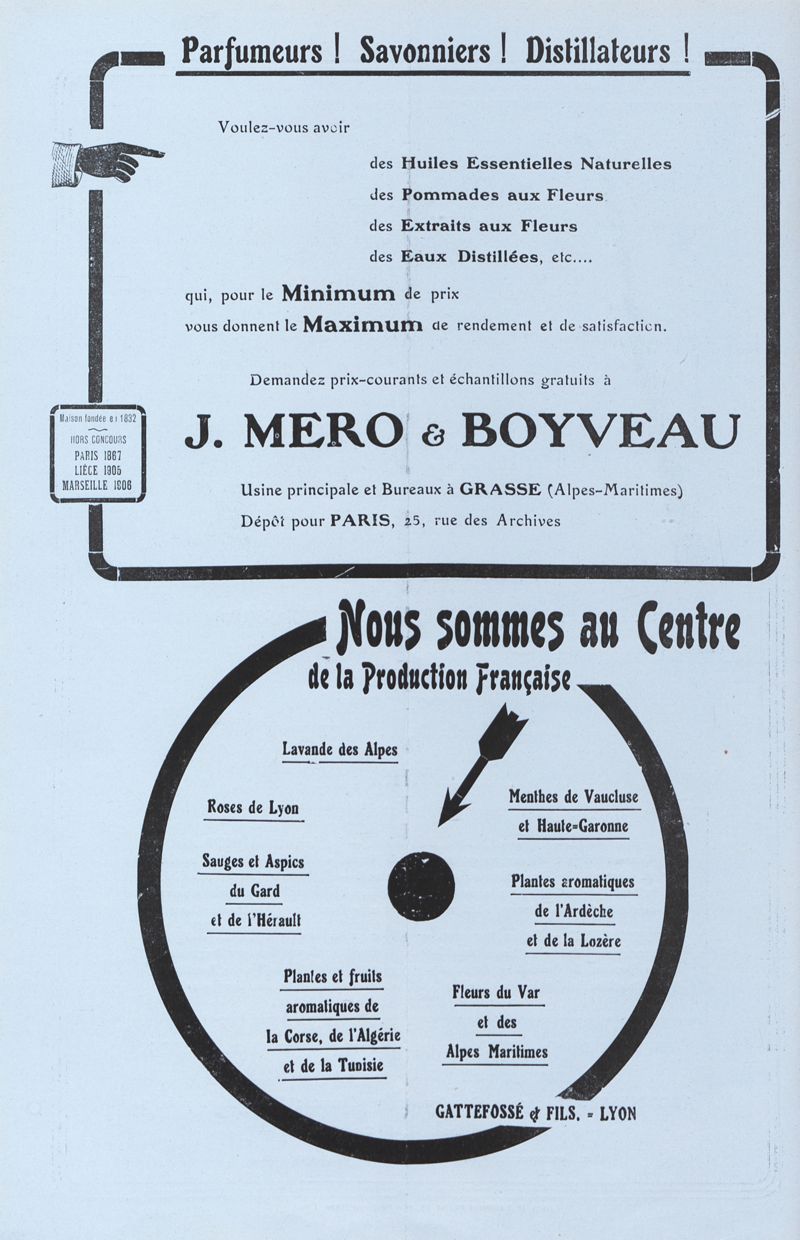 Parfumeurs ! Savonniers ! Distillateurs !
Voulez-vous avoir
des Huiles Essentielles Naturelles
des Pommades aux Fleurs
des Extraits aux Fleurs
des Eaux Distillées, etc....
qui, pour le Minimum de prix
vous donnent le Maximum de rendement et de satisfaction.
Demandez prix-courants et échantillons gratuits à
J. MERO & BOYVEAU
Usine principale et Bureaux à GRASSE (Alpes-Maritimes)
Dépôt pour PARIS, 25, rue des Archives
Maison fondée en 1832
HORS CONCOURS
PARIS 1867
LIÉGE 1905
MARSEILLE 1906
Nous sommes au Centre
de la Production Française
Lavande des Alpes
Roses de Lyon
Sauges et Aspics
du Gard
et de l'Hérault
Plantes et fruits
aromatiques de
la Corse, de l'Algérie
et de la Tunisie
Menthes de Vaucluse
et Haute=Garonne
Plantes aromatiques
de l'Ardèche
et de la Lozère
Fleurs du Var
et des
Alpes Maritimes
GATTEFOSSÉ & FILS. = LYON